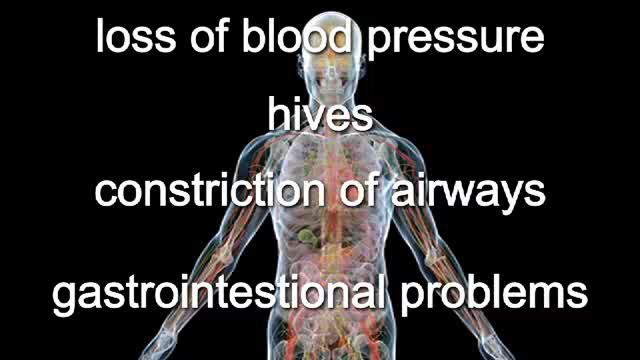 loss of blood pressure
hives
constriction of airways
gastrointestional problems